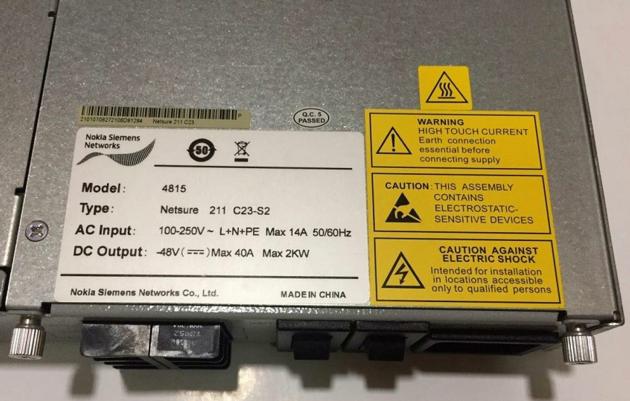 21010708272108D81294 Netsure 211 C23 P
Q.C. 5
PASSED
Nokia Siemens
Networks
50
Model: 4815
Type: Netsure 211 C23-S2
AC Input: 100-250V ~ L+N+PE Max 14A 50/60Hz
DC Output: -48V(⎓)Max 40A Max 2KW
Nokia Siemens Networks Co., Ltd. MADE IN CHINA
WARNING
HIGH TOUCH CURRENT
Earth connection
essential before
connecting supply
CAUTION: THIS ASSEMBLY
CONTAINS
ELECTROSTATIC-
SENSITIVE DEVICES
CAUTION AGAINST
ELECTRIC SHOCK
Intended for installation
in locations accessible
only to qualified persons